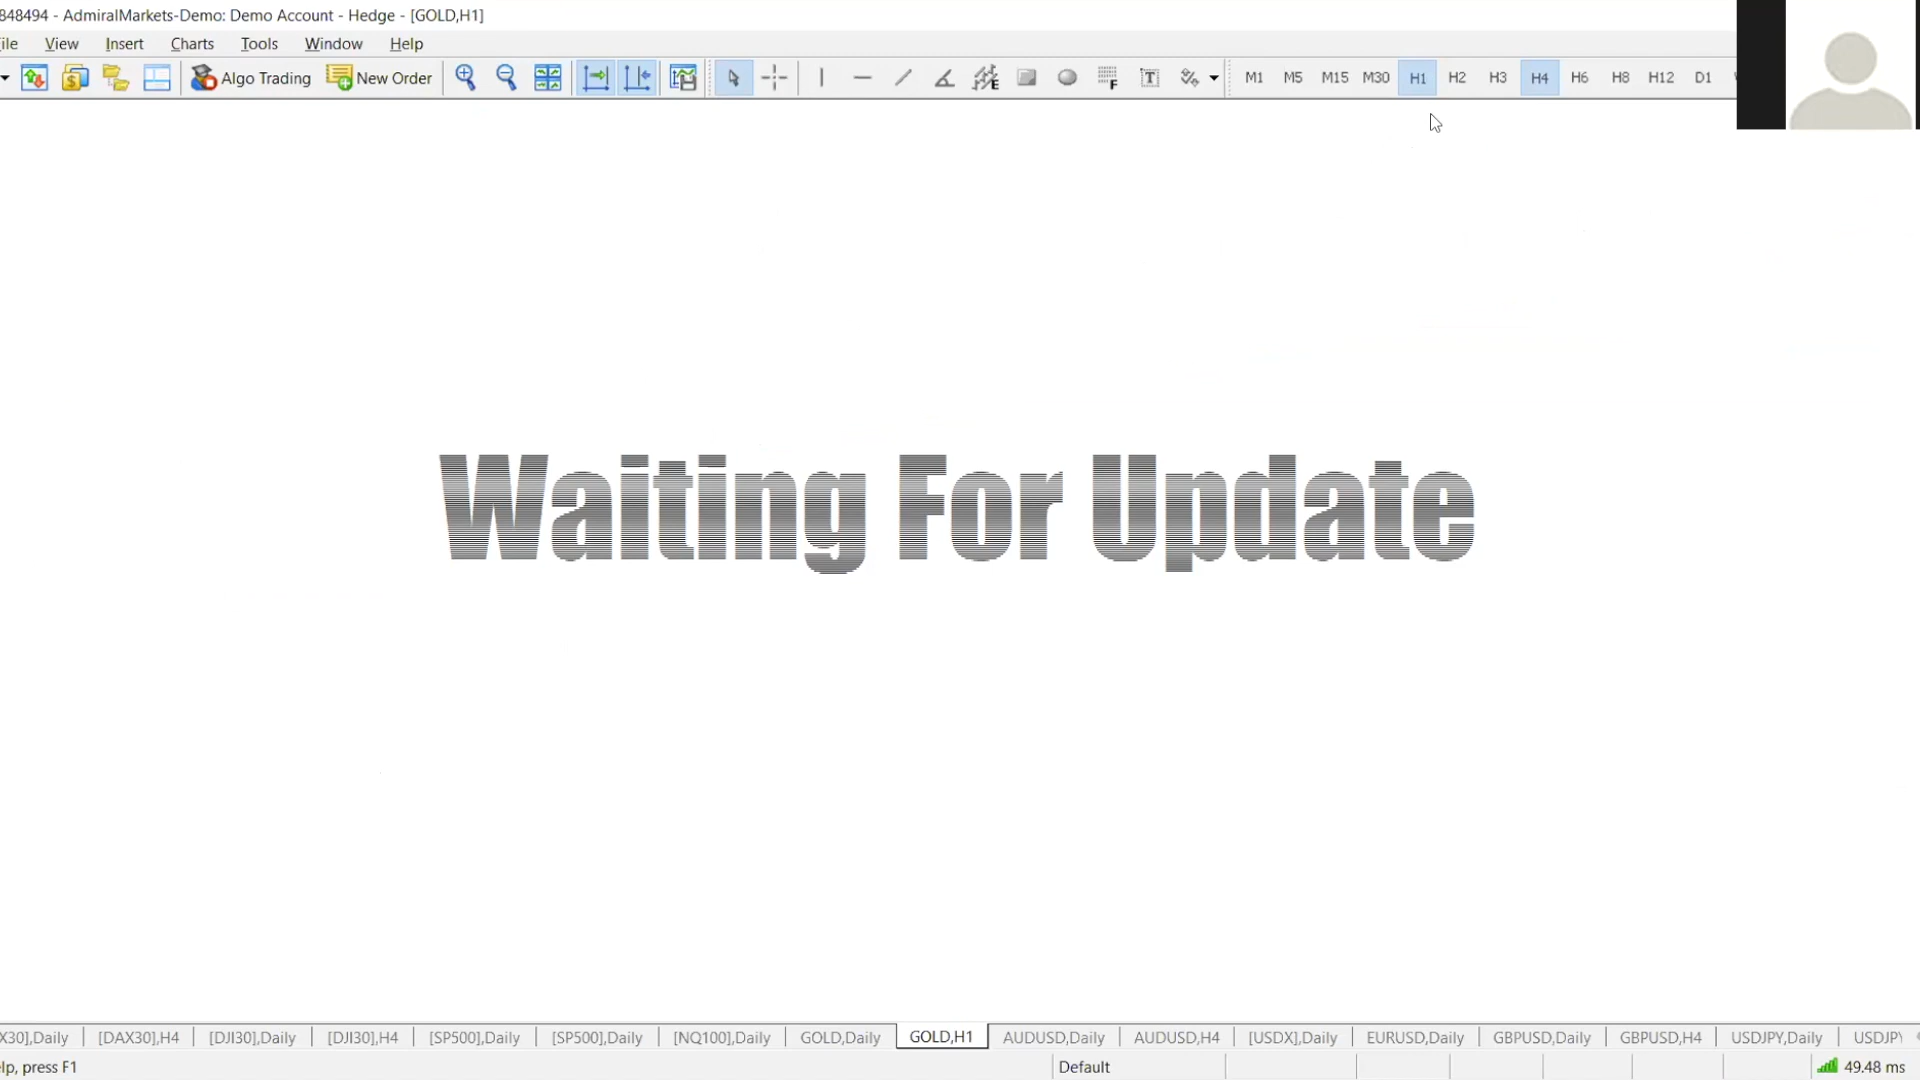 848494 - AdmiralMarkets-Demo: Demo Account - Hedge - [GOLD,H1]
ile View Insert Charts Tools Window Help
Algo Trading New Order E F T M1 M5 M15 M30 H1 H2 H3 H4 H6 H8 H12 D1
Waiting For Update
X30],Daily [DAX30],H4 [DJI30],Daily [DJI30],H4 [SP500],Daily [SP500],Daily [NQ100],Daily GOLD,Daily GOLD,H1 AUDUSD,Daily AUDUSD,H4 [USDX],Daily EURUSD,Daily GBPUSD,Daily GBPUSD,H4 USDJPY,Daily USDJPY
lp, press F1 Default 49.48 ms